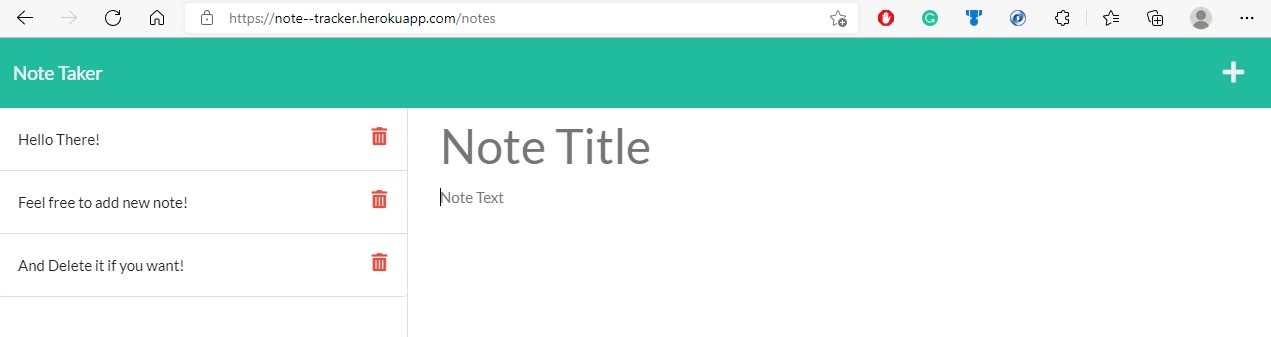 https://note--tracker.herokuapp.com/notes
Note Taker
Hello There!
Feel free to add new note!
And Delete it if you want!
Note Title
Note Text